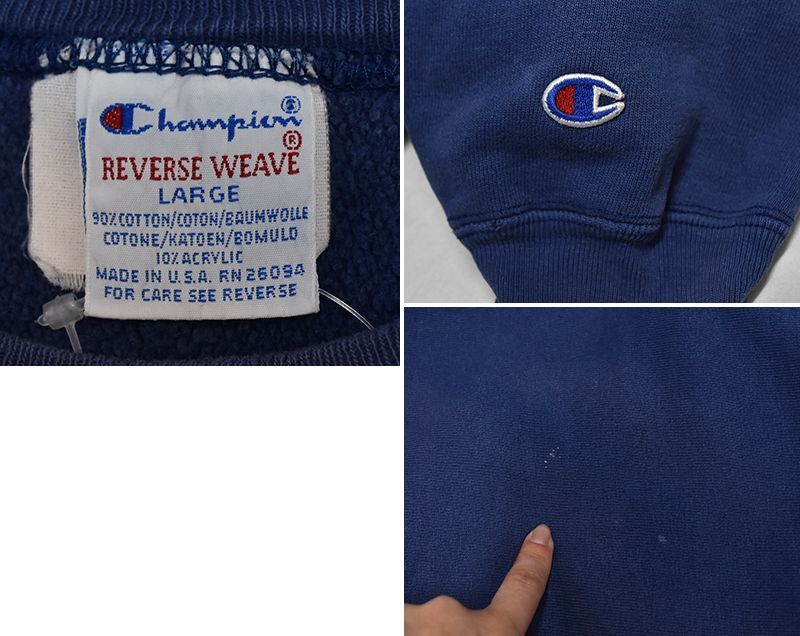 Champion
REVERSE WEAVE®
LARGE
90% COTTON/COTON/BAUMWOLLE
COTONE/KATOEN/BOMULD
10% ACRYLIC
MADE IN U.S.A. RN 26094
FOR CARE SEE REVERSE